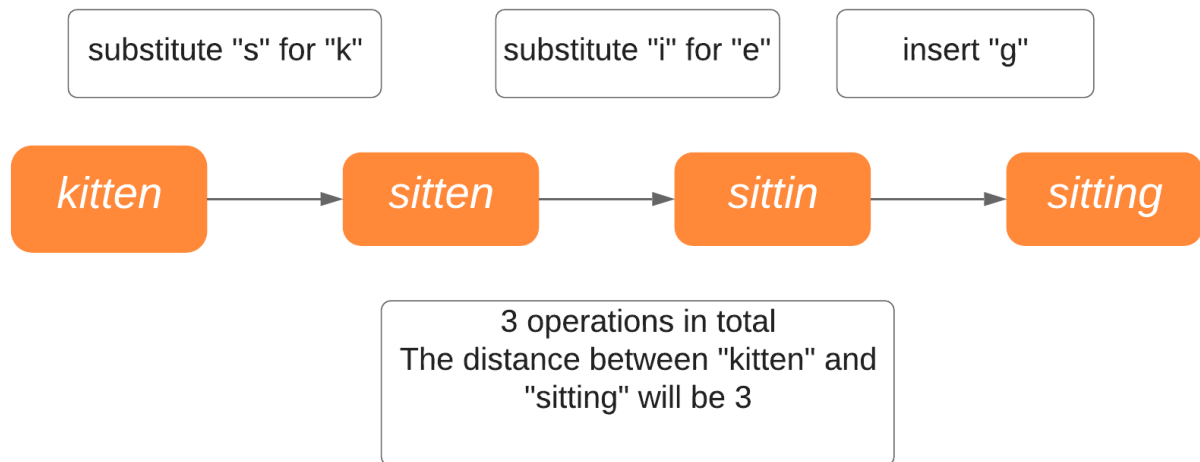 substitute "s" for "k"
substitute "i" for "e"
insert "g"
kitten
sitten
sittin
sitting
3 operations in total
The distance between "kitten" and
"sitting" will be 3